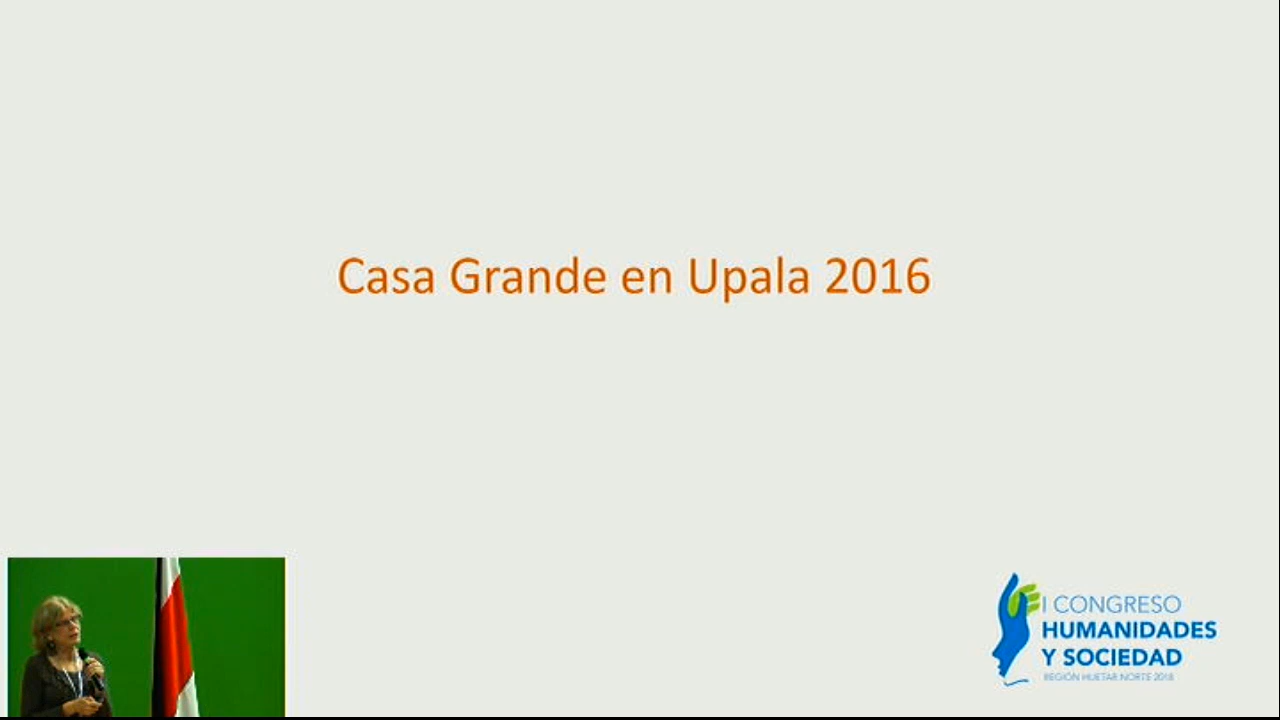 Casa Grande en Upala 2016
I CONGRESO
HUMANIDADES
Y SOCIEDAD
REGIÓN HUETAR NORTE 2018